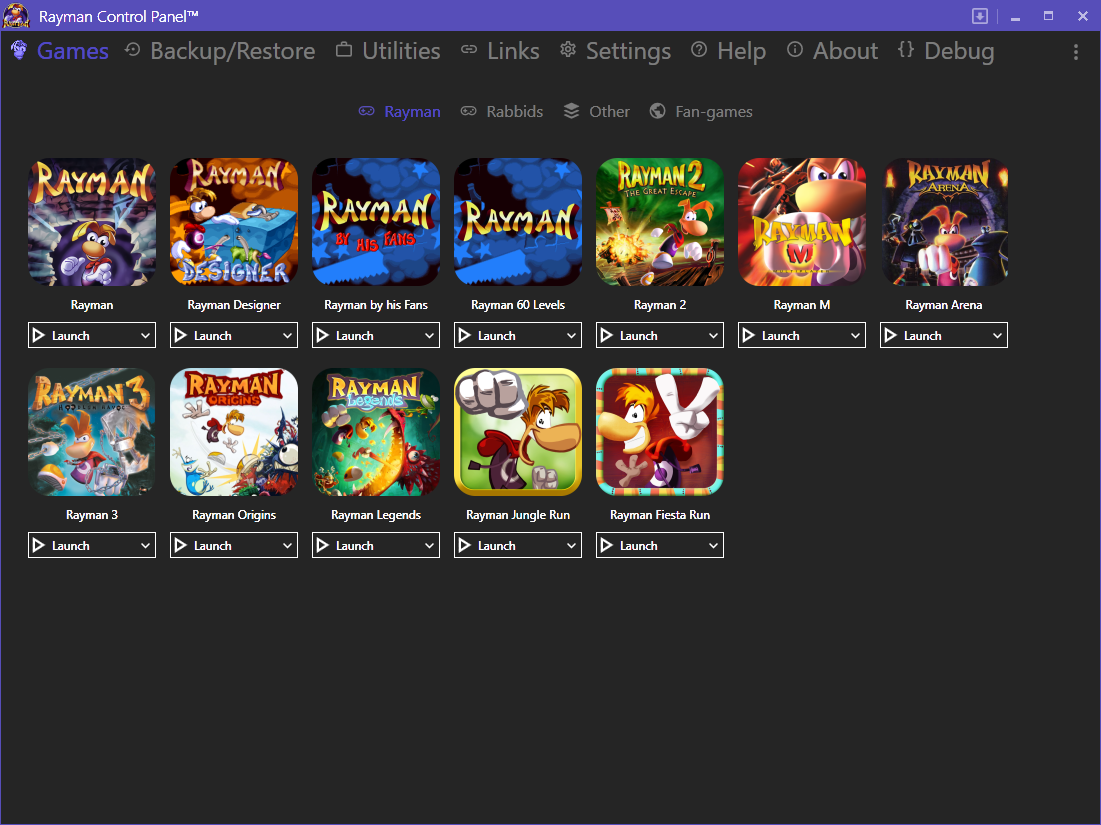 Rayman Control Panel™
Games Backup/Restore Utilities Links Settings Help About Debug
Rayman Rabbids Other Fan-games
RAYMAN
RAYMAN DESIGNER
RAYMAN BY HIS FANS
RAYMAN
RAYMAN 2 THE GREAT ESCAPE
RAYMAN M
RAYMAN ARENA
Rayman Rayman Designer Rayman by his Fans Rayman 60 Levels Rayman 2 Rayman M Rayman Arena
Launch Launch Launch Launch Launch Launch Launch
RAYMAN 3
RAYMAN ORIGINS
RAYMAN Legends
Rayman 3 Rayman Origins Rayman Legends Rayman Jungle Run Rayman Fiesta Run
Launch Launch Launch Launch Launch